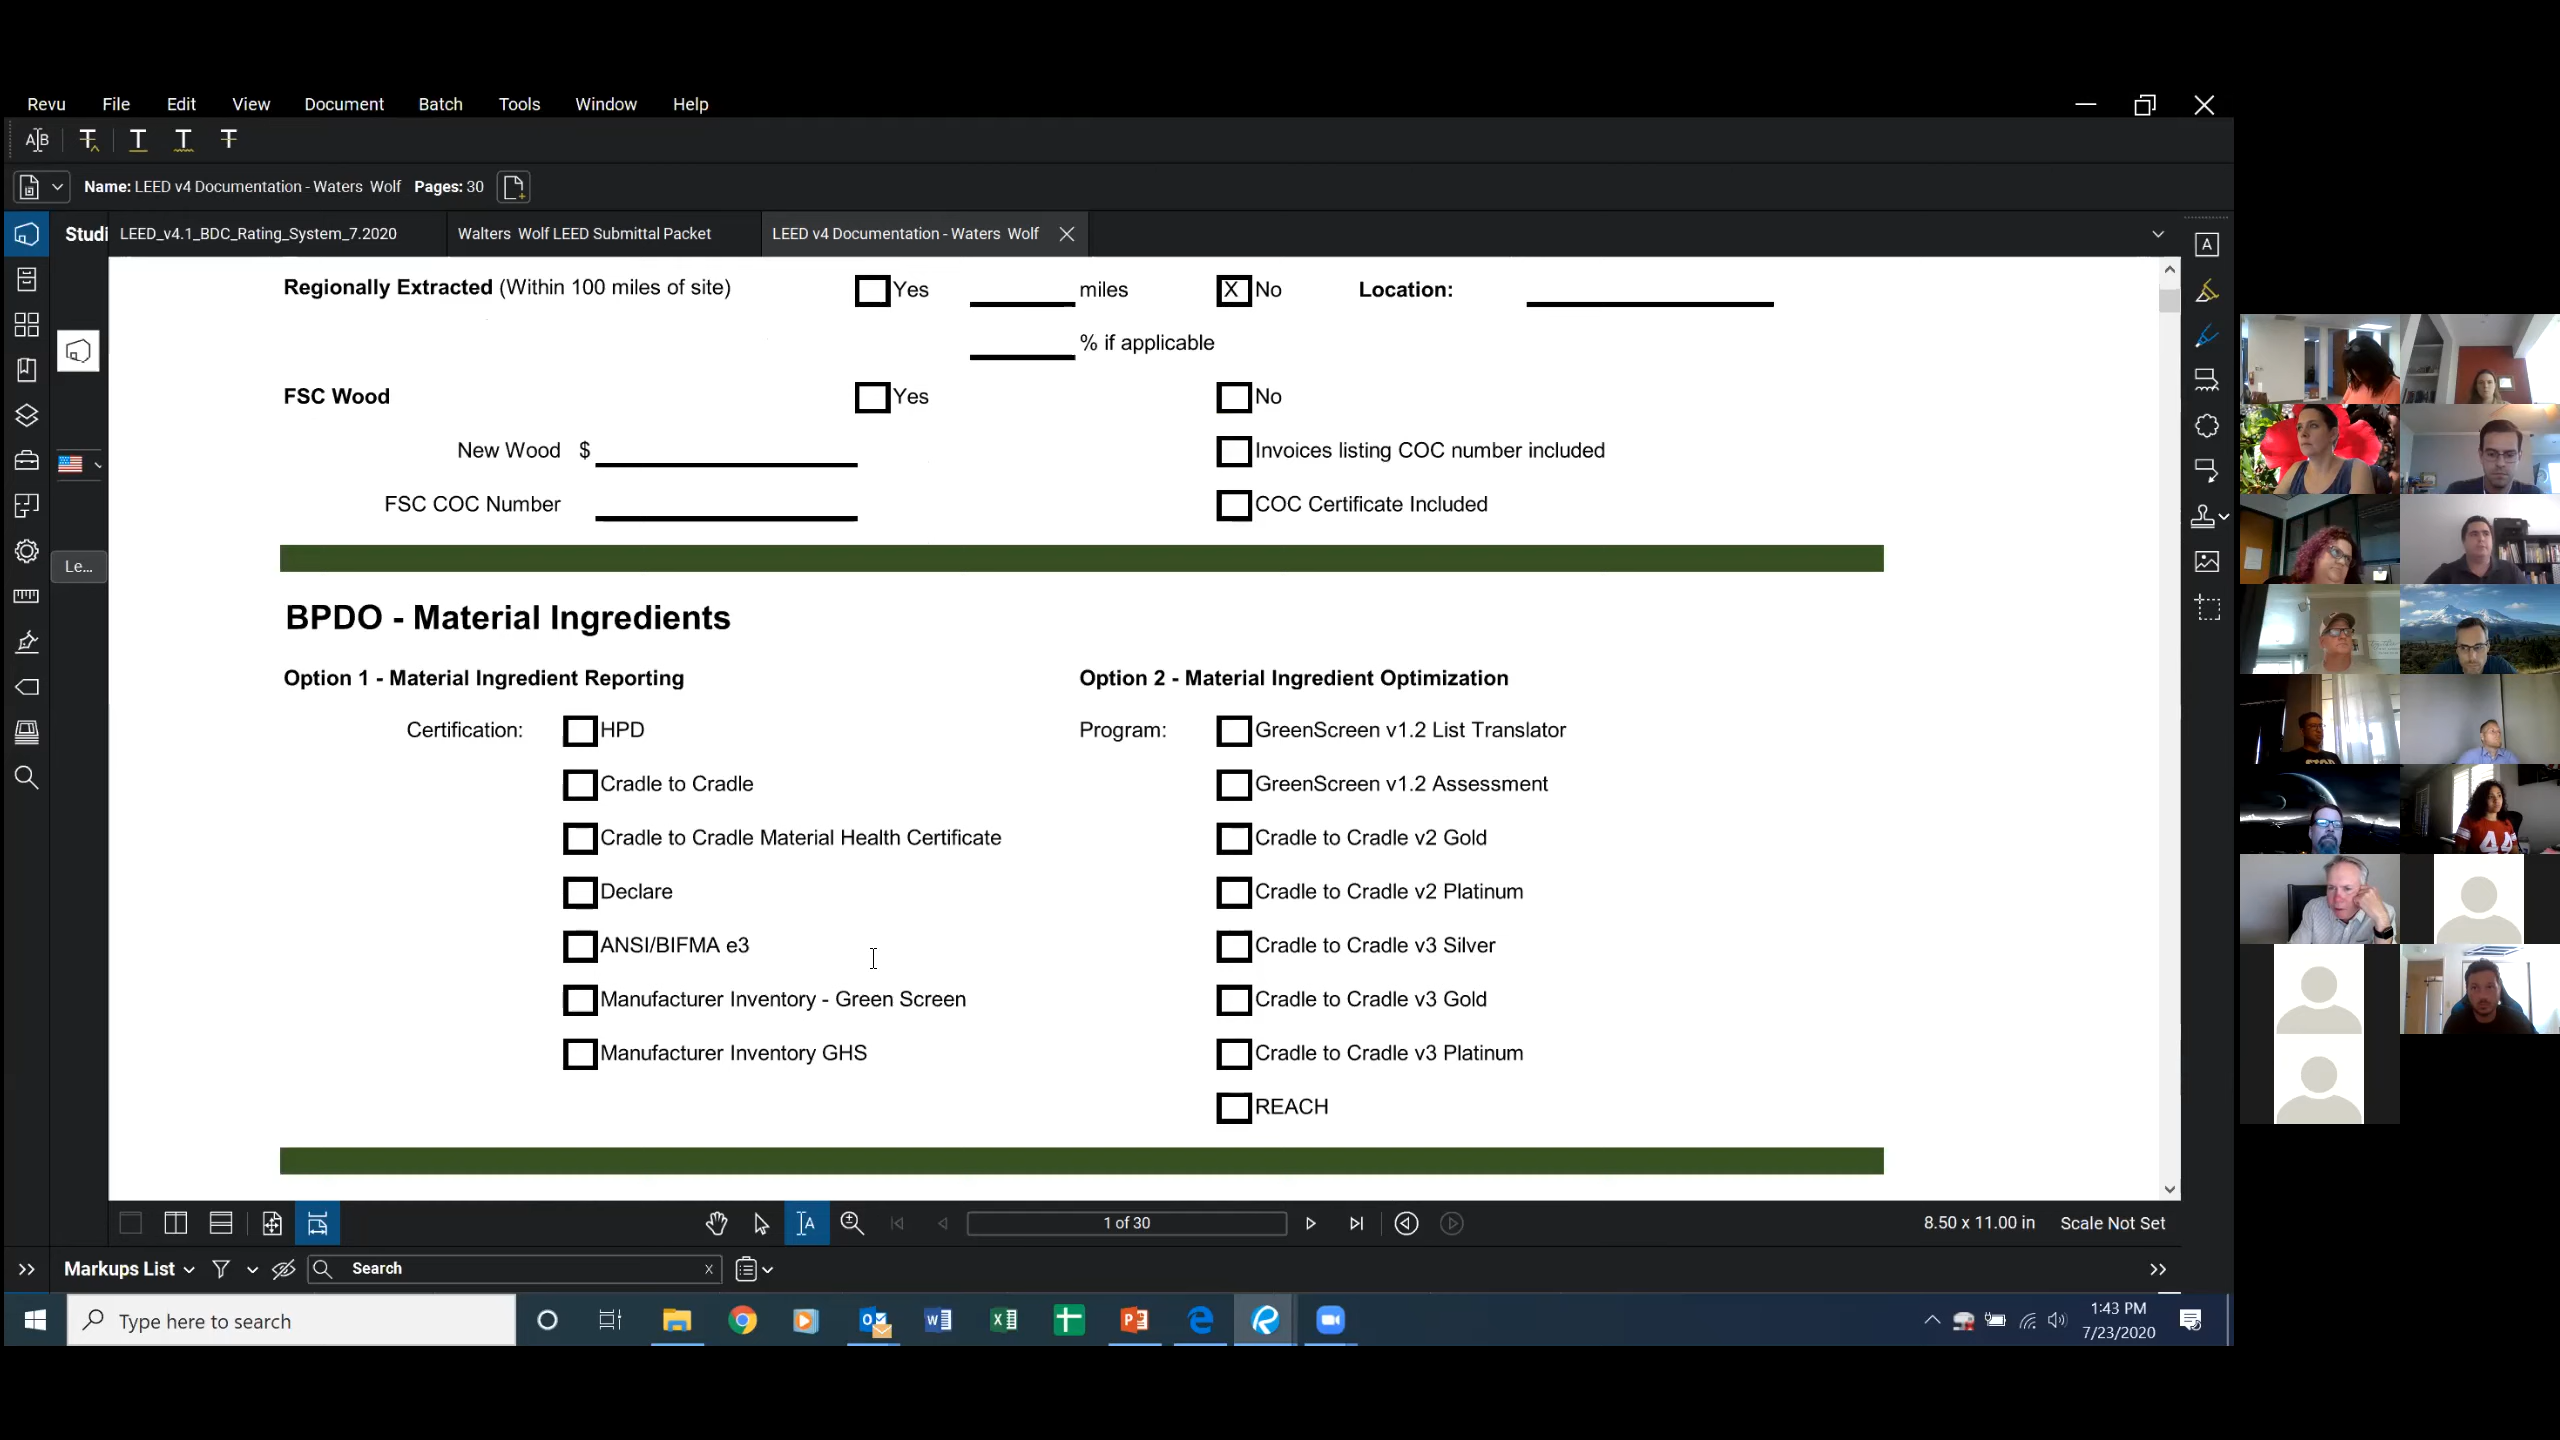 Revu File Edit View Document Batch Tools Window Help
Name: LEED v4 Documentation - Waters Wolf Pages: 30
Studi LEED_v4.1_BDC_Rating_System_7.2020 Walters Wolf LEED Submittal Packet LEED v4 Documentation - Waters Wolf
Regionally Extracted (Within 100 miles of site) Yes miles X No Location:
% if applicable
FSC Wood Yes No
New Wood $ Invoices listing COC number included
FSC COC Number COC Certificate Included
Le...
BPDO - Material Ingredients
Option 1 - Material Ingredient Reporting Option 2 - Material Ingredient Optimization
Certification: HPD Program: GreenScreen v1.2 List Translator
Cradle to Cradle GreenScreen v1.2 Assessment
Cradle to Cradle Material Health Certificate Cradle to Cradle v2 Gold
Declare Cradle to Cradle v2 Platinum
ANSI/BIFMA e3 Cradle to Cradle v3 Silver
Manufacturer Inventory - Green Screen Cradle to Cradle v3 Gold
Manufacturer Inventory GHS Cradle to Cradle v3 Platinum
REACH
1 of 30 8.50 x 11.00 in Scale Not Set
Markups List Search x
Type here to search
1:43 PM
7/23/2020